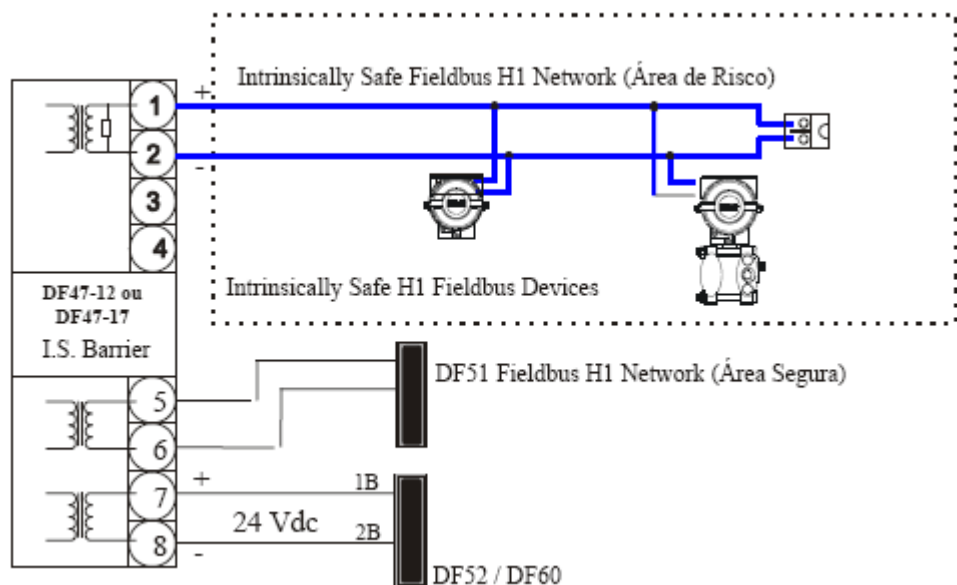 Intrinsically Safe Fieldbus H1 Network (Área de Risco)
1
+
2
-
3
4
Intrinsically Safe H1 Fieldbus Devices
DF47-12 ou
DF47-17
I.S. Barrier
DF51 Fieldbus H1 Network (Área Segura)
5
6
7
+
1B
24 Vdc
2B
8
-
DF52 / DF60